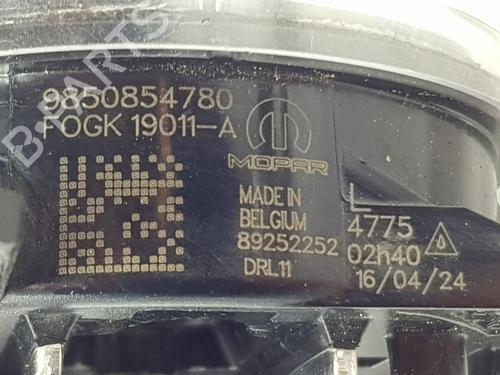 9850854780
FOGK 19011-A
MOPAR
MADE IN
BELGIUM
89252252
DRL11
L
4775
02h40
16/04/24
B-PARTS